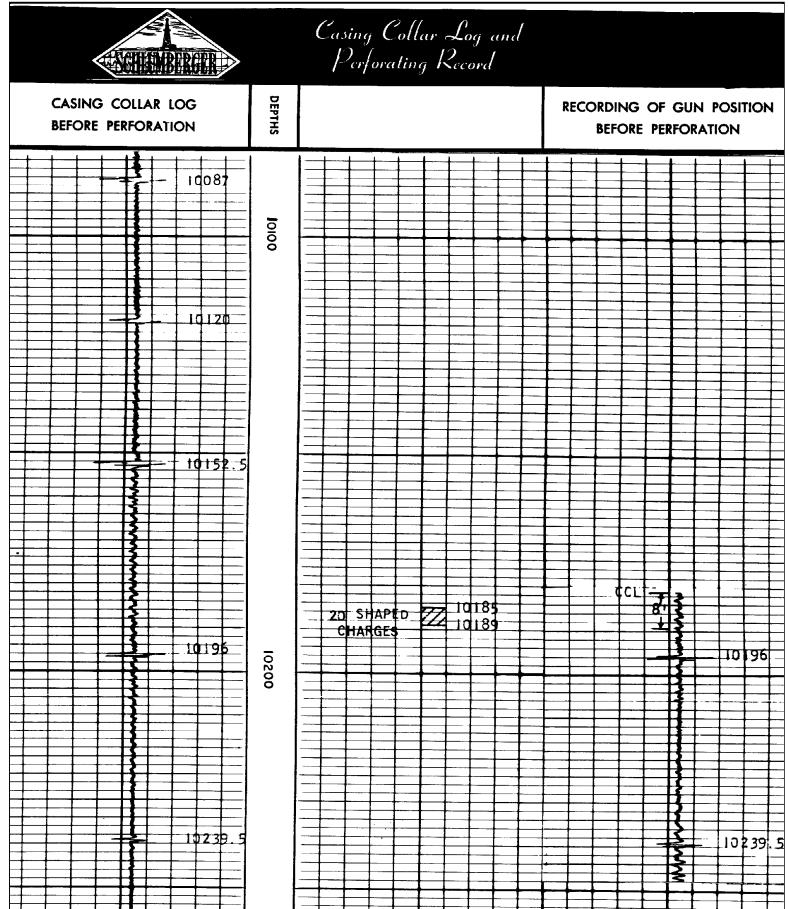 SCHLUMBERGER
Casing Collar Log and
Perforating Record
CASING COLLAR LOG
BEFORE PERFORATION
DEPTHS
RECORDING OF GUN POSITION
BEFORE PERFORATION
10087
10100
10120
10152.5
CCL
8'
20 SHAPED
CHARGES
10185
10189
10196
10200
10196
10239.5
10239.5